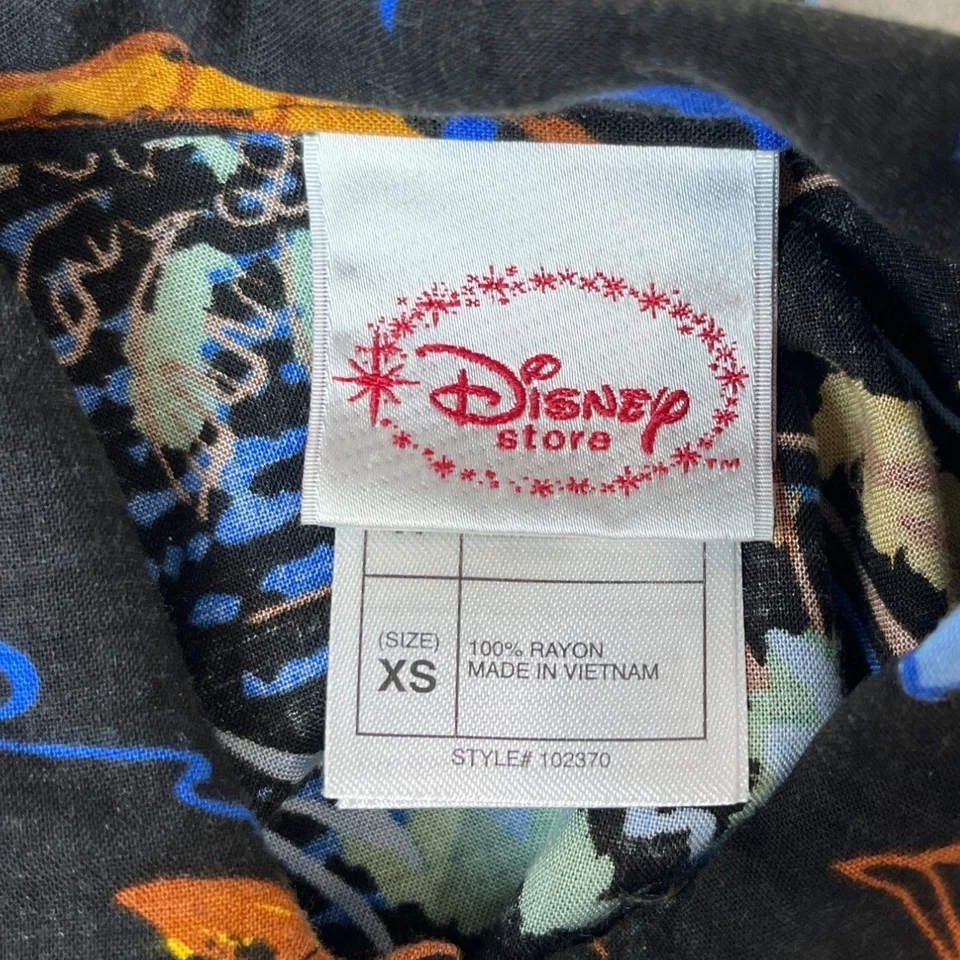 Disney
store ™
(SIZE)
XS
100% RAYON
MADE IN VIETNAM
STYLE# 102370